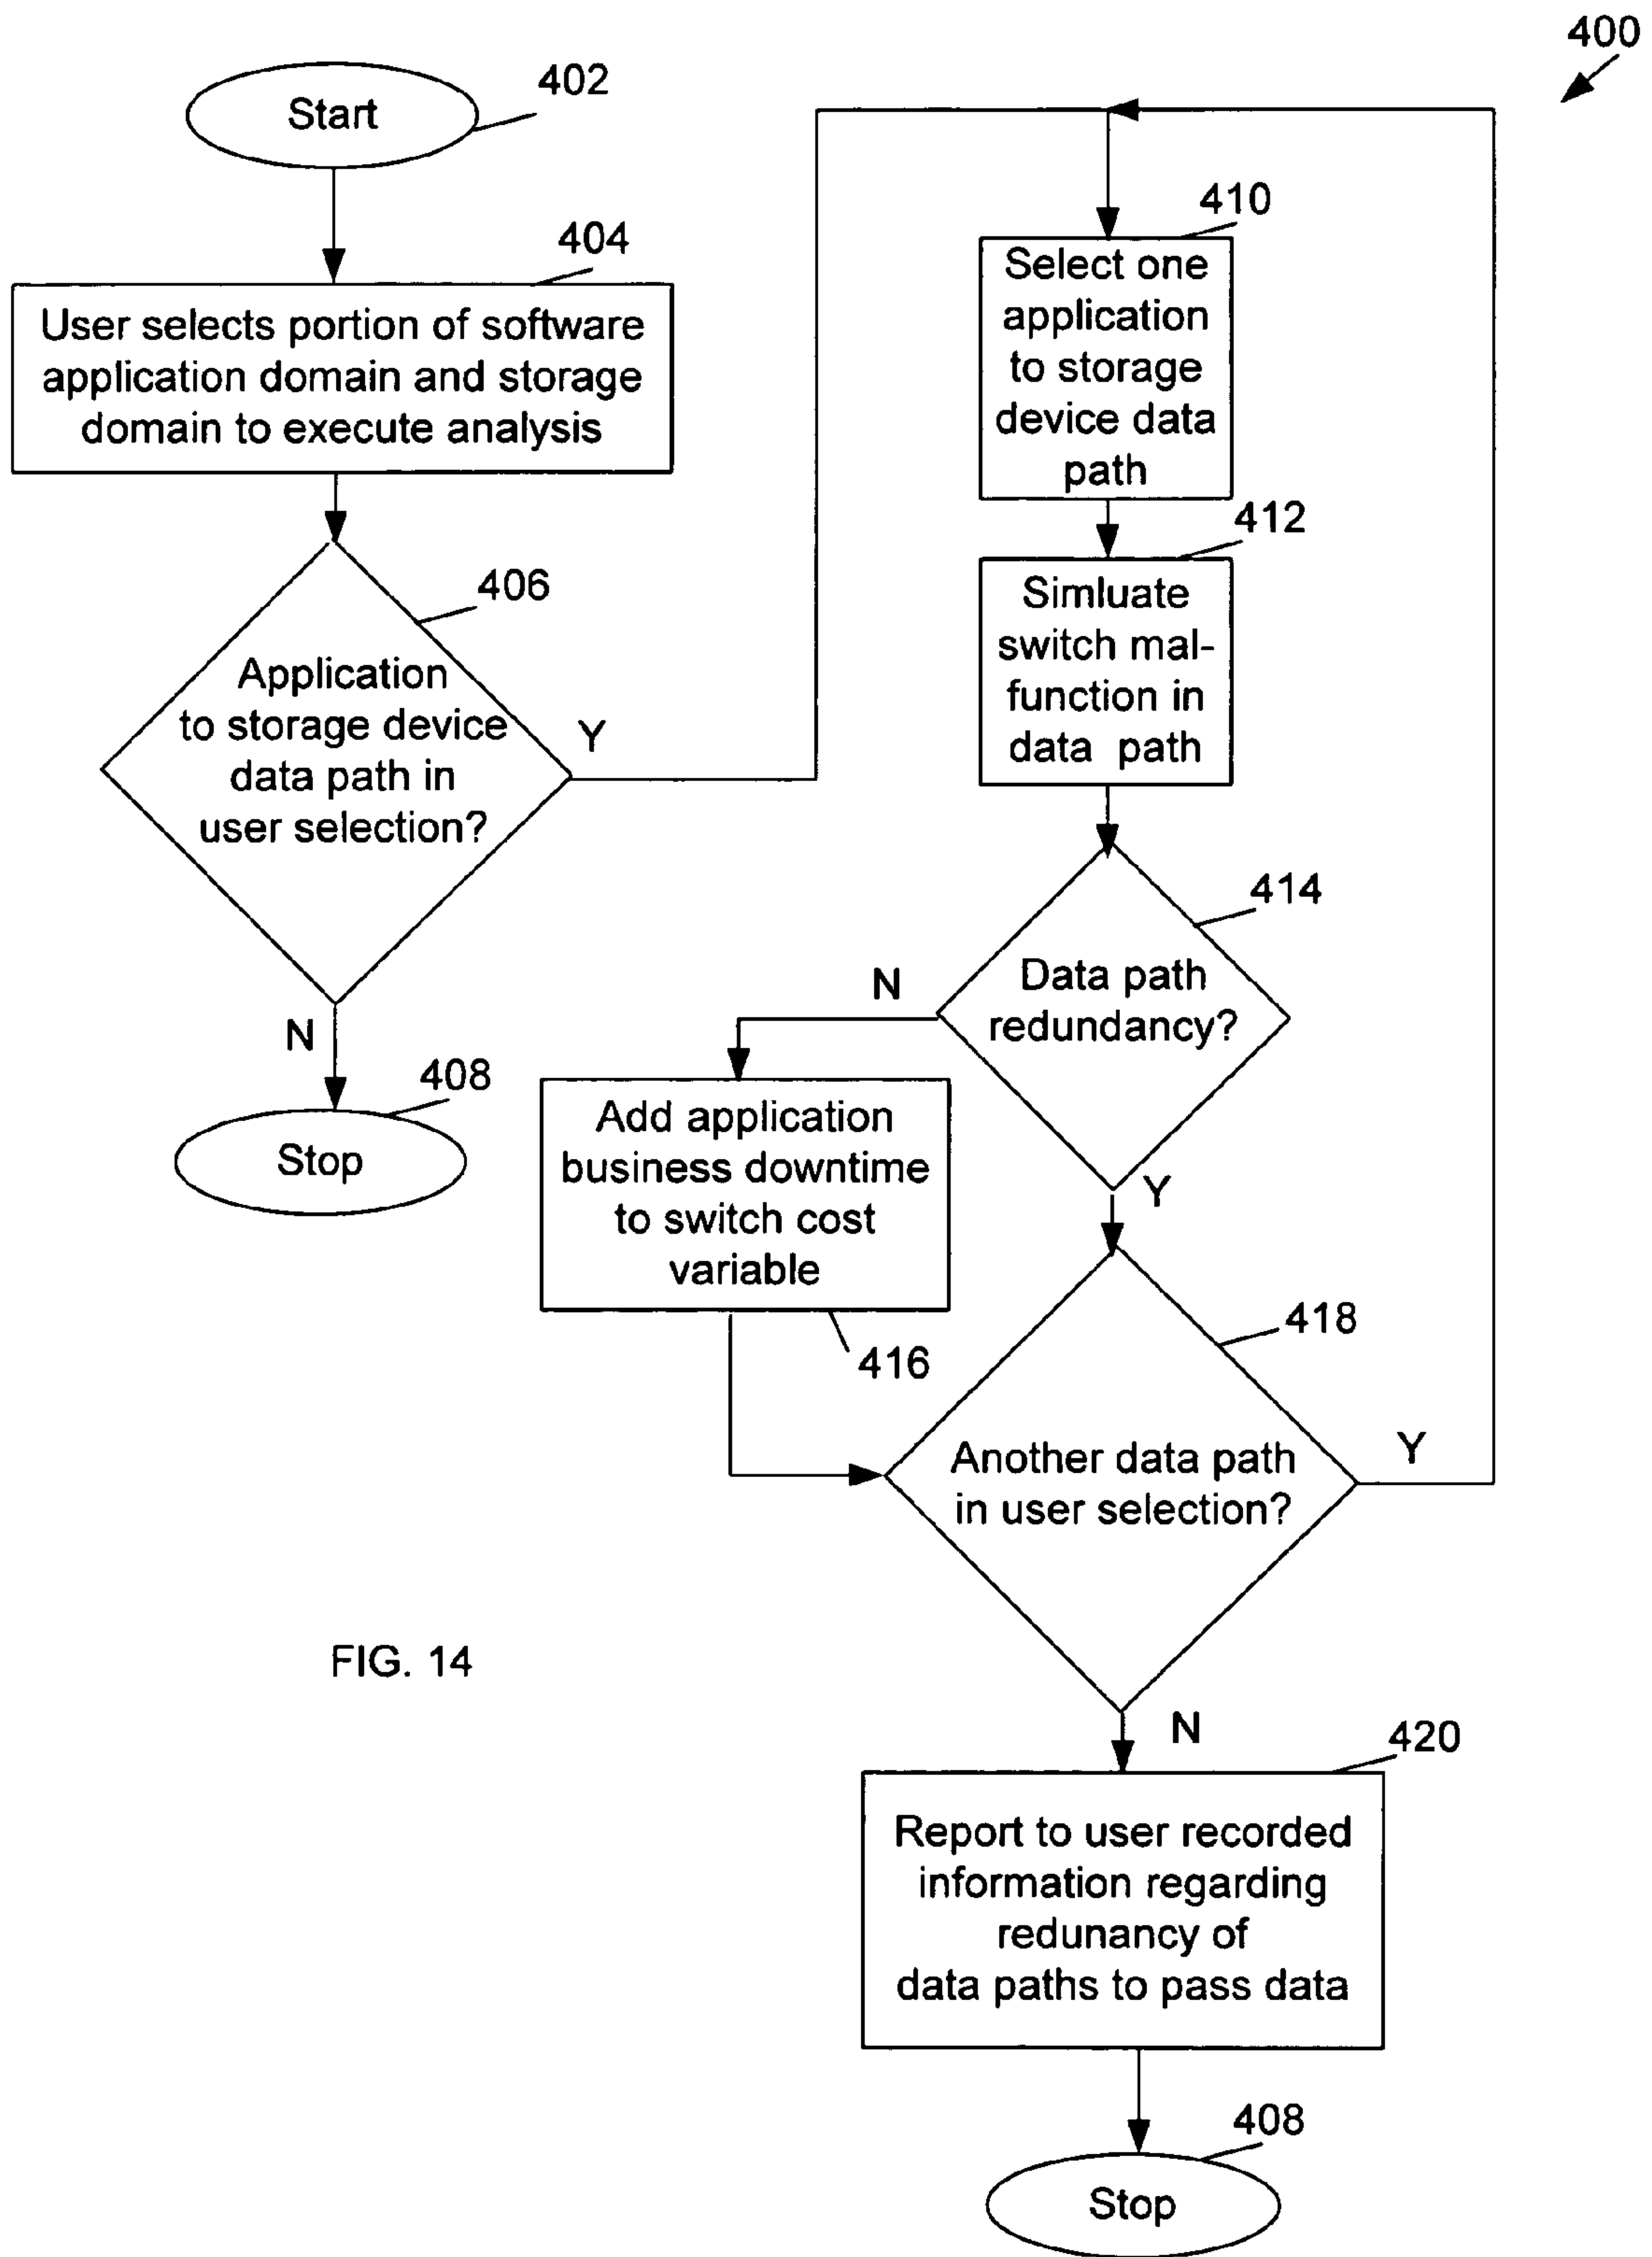 400
Start
402
404
User selects portion of software
application domain and storage
domain to execute analysis
406
Application
to storage device
data path in
user selection?
Y
N
408
Stop
410
Select one
application
to storage
device data
path
412
Simluate
switch mal-
function in
data path
414
Data path
redundancy?
N
Y
Add application
business downtime
to switch cost
variable
416
418
Another data path
in user selection?
Y
N
420
Report to user recorded
information regarding
redunancy of
data paths to pass data
408
Stop
FIG. 14